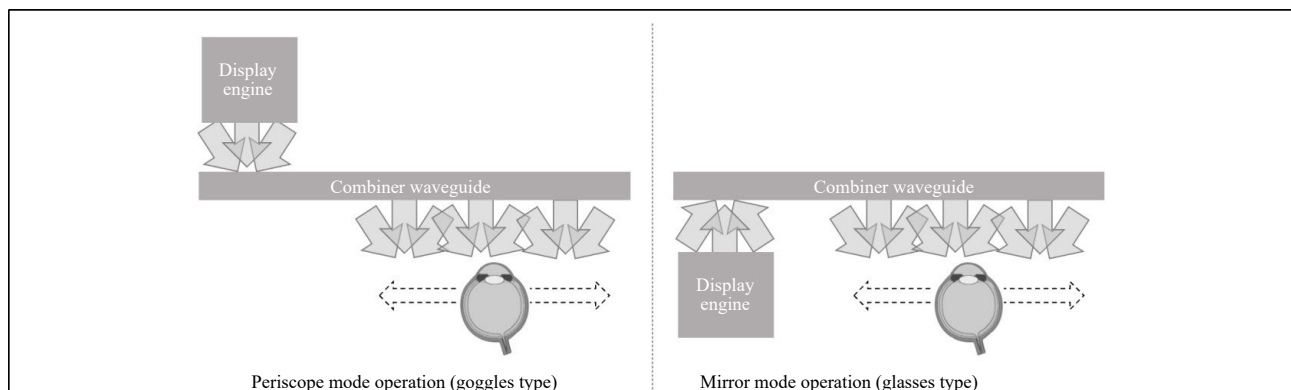 Display
engine
Combiner waveguide
Periscope mode operation (goggles type)
Combiner waveguide
Display
engine
Mirror mode operation (glasses type)